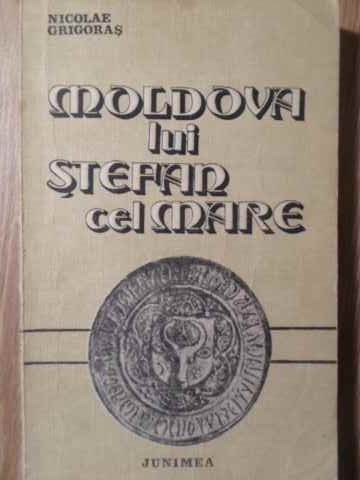 NICOLAE
GRIGORAȘ
MOLDOVA
lui
ȘTEFAN
cel MARE
JUNIMEA